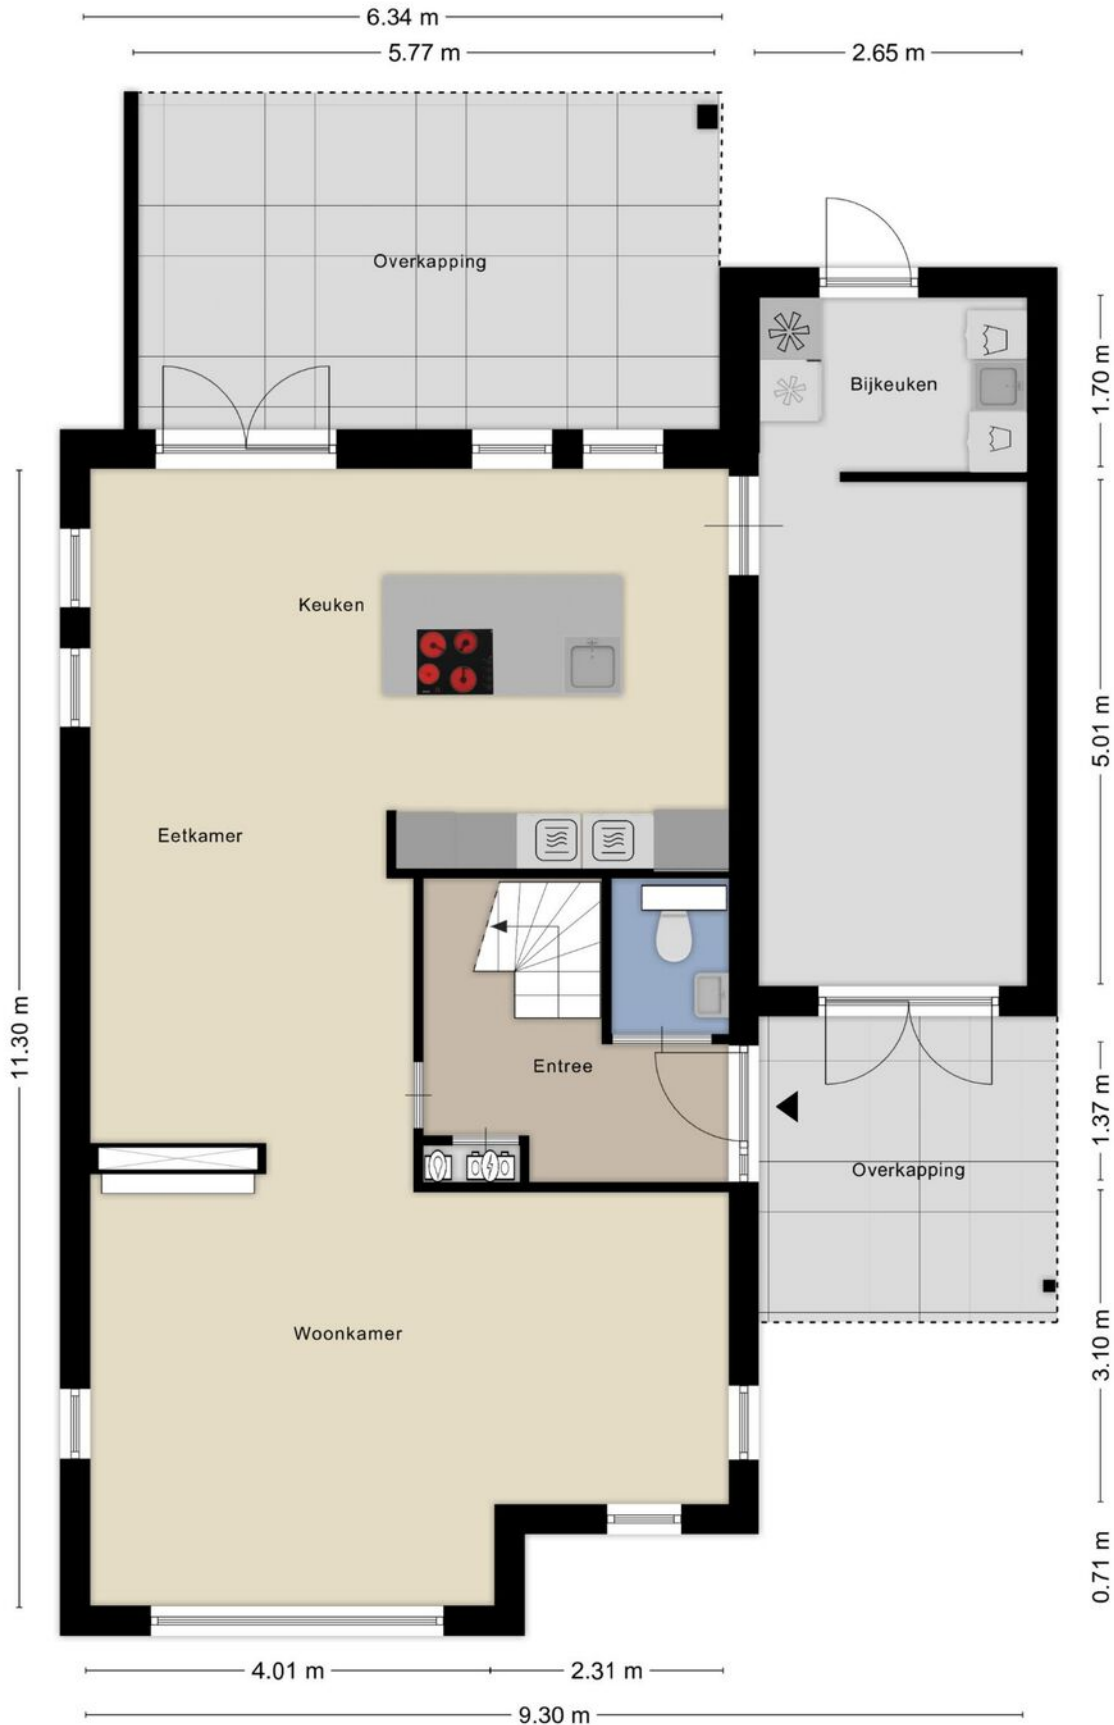 6.34 m
5.77 m
2.65 m
Overkapping
Bijkeuken
1.70 m
Keuken
5.01 m
Eetkamer
11.30 m
Entree
1.37 m
Overkapping
Woonkamer
3.10 m
0.71 m
4.01 m
2.31 m
9.30 m